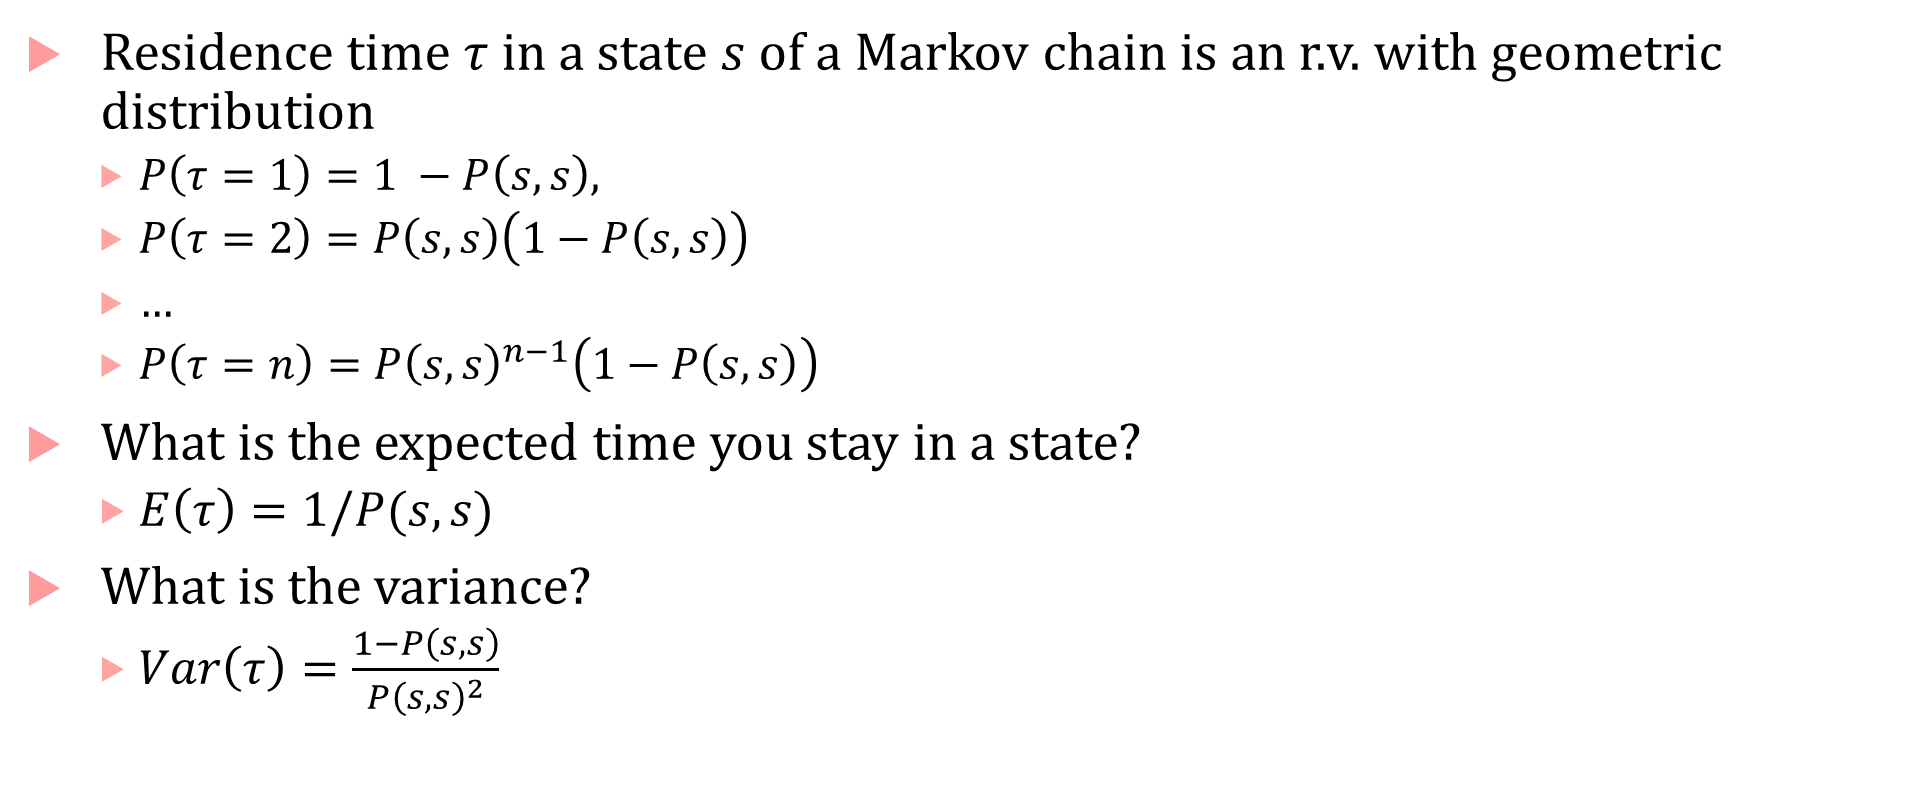 Residence time τ in a state s of a Markov chain is an r.v. with geometric
distribution
P(τ = 1) = 1 − P(s, s),
P(τ = 2) = P(s, s)(1 − P(s, s))
…
P(τ = n) = P(s, s)ⁿ⁻¹(1 − P(s, s))
What is the expected time you stay in a state?
E(τ) = 1/P(s, s)
What is the variance?
Var(τ) = \frac{1−P(s,s)}{P(s,s)²}